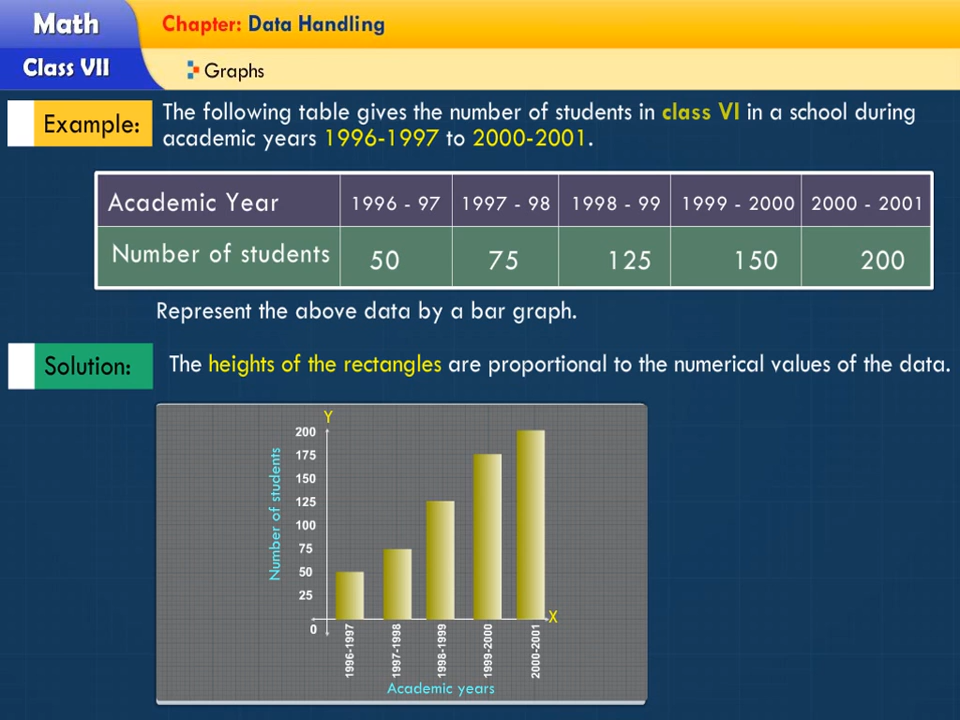 Math
Chapter: Data Handling
Class VII
Graphs
Example:
The following table gives the number of students in class VI in a school during
academic years 1996-1997 to 2000-2001.
Academic Year 1996 - 97 1997 - 98 1998 - 99 1999 - 2000 2000 - 2001
Number of students 50 75 125 150 200
Represent the above data by a bar graph.
Solution:
The heights of the rectangles are proportional to the numerical values of the data.
Y
200
175
150
125
100
75
50
25
0
Number of students
X
1996-1997
1997-1998
1998-1999
1999-2000
2000-2001
Academic years